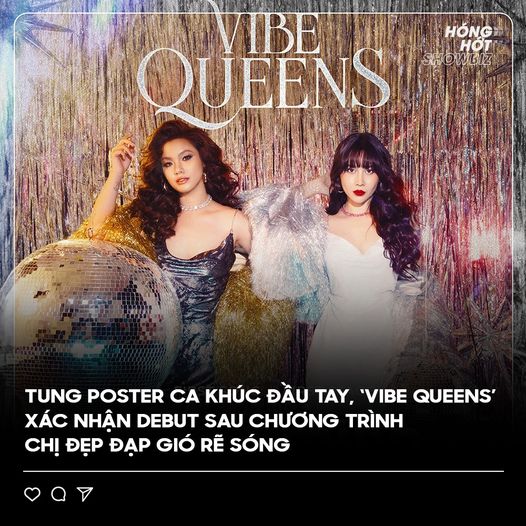 VIBE
QUEENS
HÓNG
HỚT
SHOWBIZ
TUNG POSTER CA KHÚC ĐẦU TAY, ‘VIBE QUEENS’
XÁC NHẬN DEBUT SAU CHƯƠNG TRÌNH
CHỊ ĐẸP ĐẠP GIÓ RẼ SÓNG